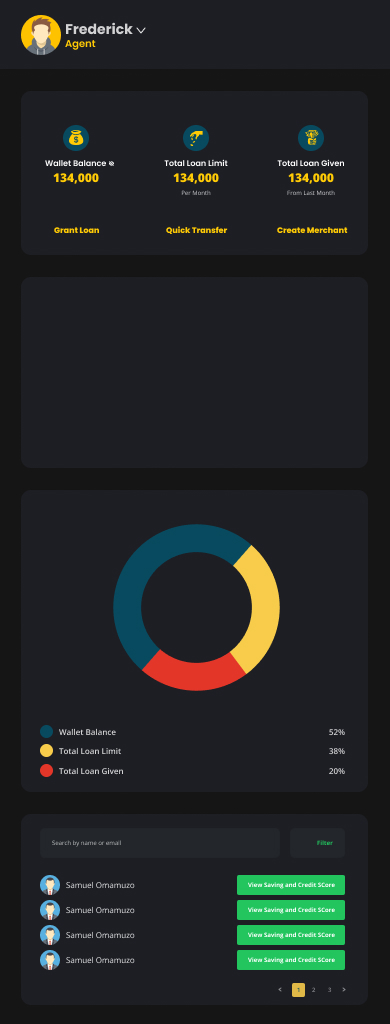 Frederick
Agent
Wallet Balance Total Loan Limit Total Loan Given
134,000 134,000 134,000
Per Month From Last Month
Grant Loan Quick Transfer Create Merchant
Wallet Balance 52%
Total Loan Limit 38%
Total Loan Given 20%
Search by name or email Filter
Samuel Omamuzo View Saving and Credit SCore
Samuel Omamuzo View Saving and Credit SCore
Samuel Omamuzo View Saving and Credit SCore
Samuel Omamuzo View Saving and Credit SCore
< 1 2 3 >